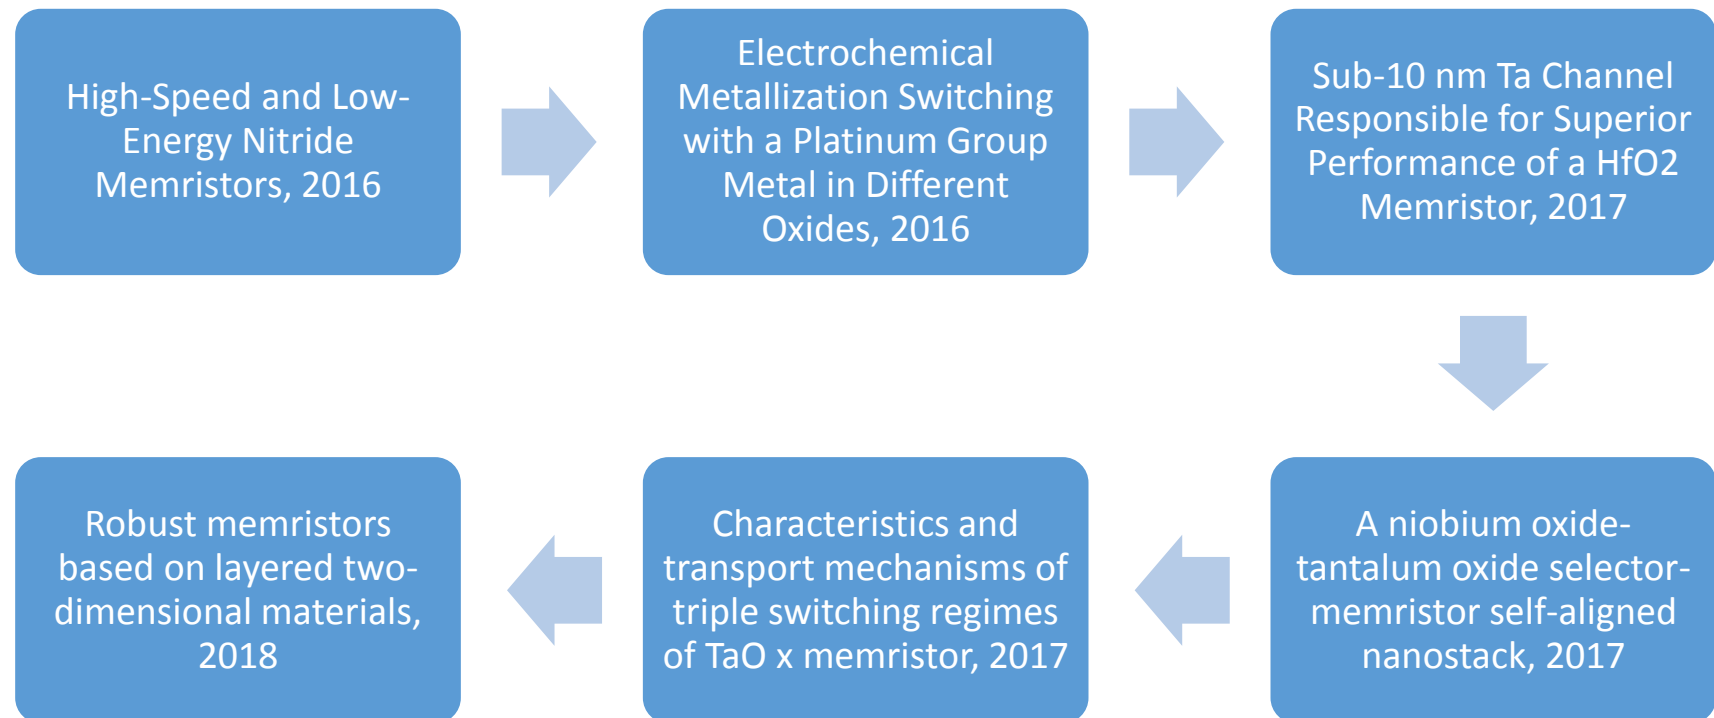 High-Speed and Low-
Energy Nitride
Memristors, 2016
Electrochemical
Metallization Switching
with a Platinum Group
Metal in Different
Oxides, 2016
Sub-10 nm Ta Channel
Responsible for Superior
Performance of a HfO2
Memristor, 2017
A niobium oxide-
tantalum oxide selector-
memristor self-aligned
nanostack, 2017
Characteristics and
transport mechanisms of
triple switching regimes
of TaO x memristor, 2017
Robust memristors
based on layered two-
dimensional materials,
2018